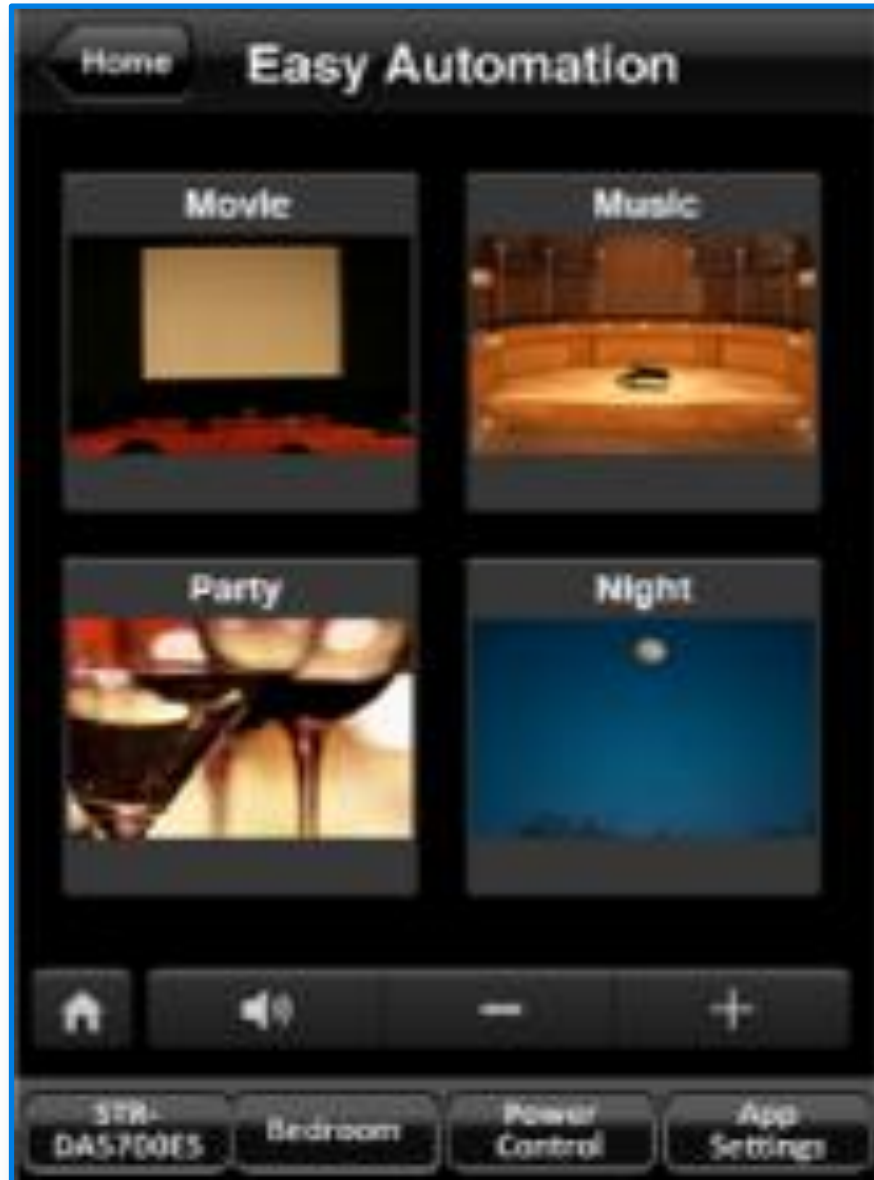 Home
Easy Automation
Movie
Music
Party
Night
STR-
DA5700ES
Bedroom
Power
Control
App
Settings